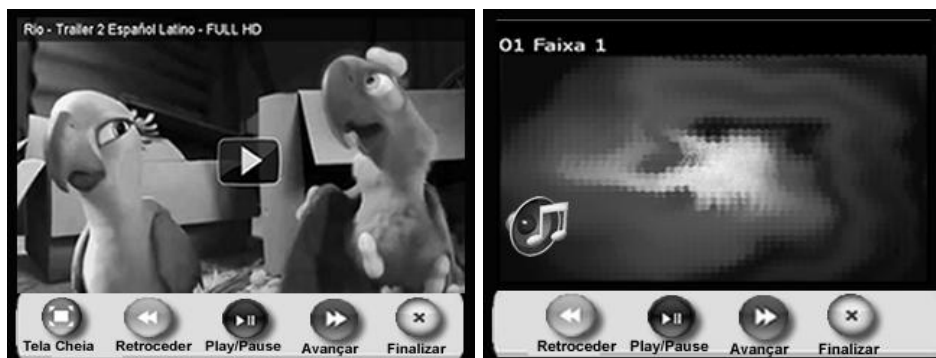 Rio - Trailer 2 Español Latino - FULL HD
Tela Cheia Retroceder Play/Pause Avançar Finalizar
01 Faixa 1
Retroceder Play/Pause Avançar Finalizar